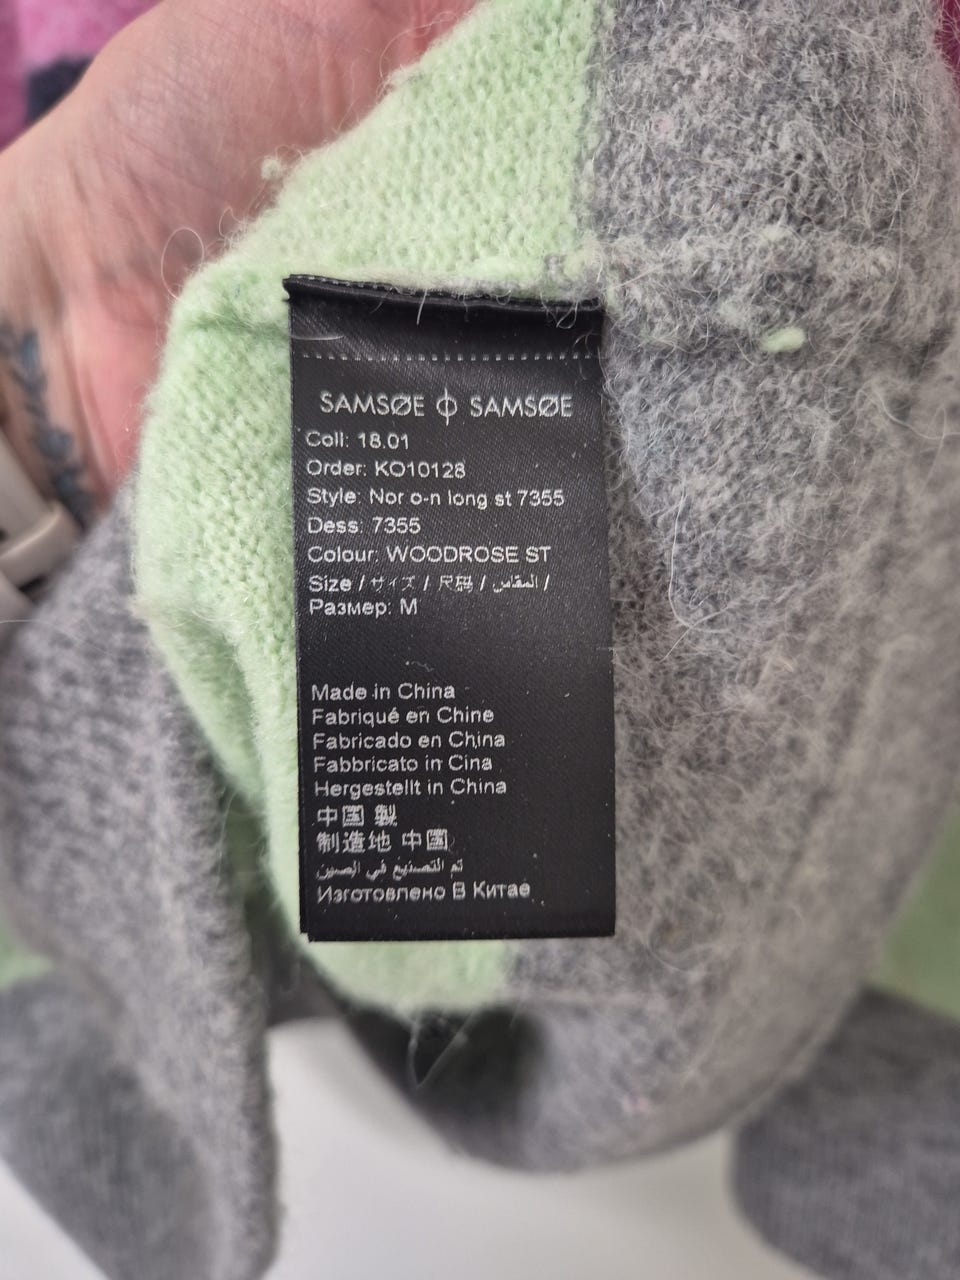 SAMSØE ϕ SAMSØE
Coll: 18.01
Order: KO10128
Style: Nor o-n long st 7355
Dess: 7355
Colour: WOODROSE ST
Size / サイズ / 尺码 / المقاس /
Размер: M
Made in China
Fabriqué en Chine
Fabricado en China
Fabbricato in Cina
Hergestellt in China
中国 製
制造地 中国
تم التصنيع في الصين
Изготовлено В Китае